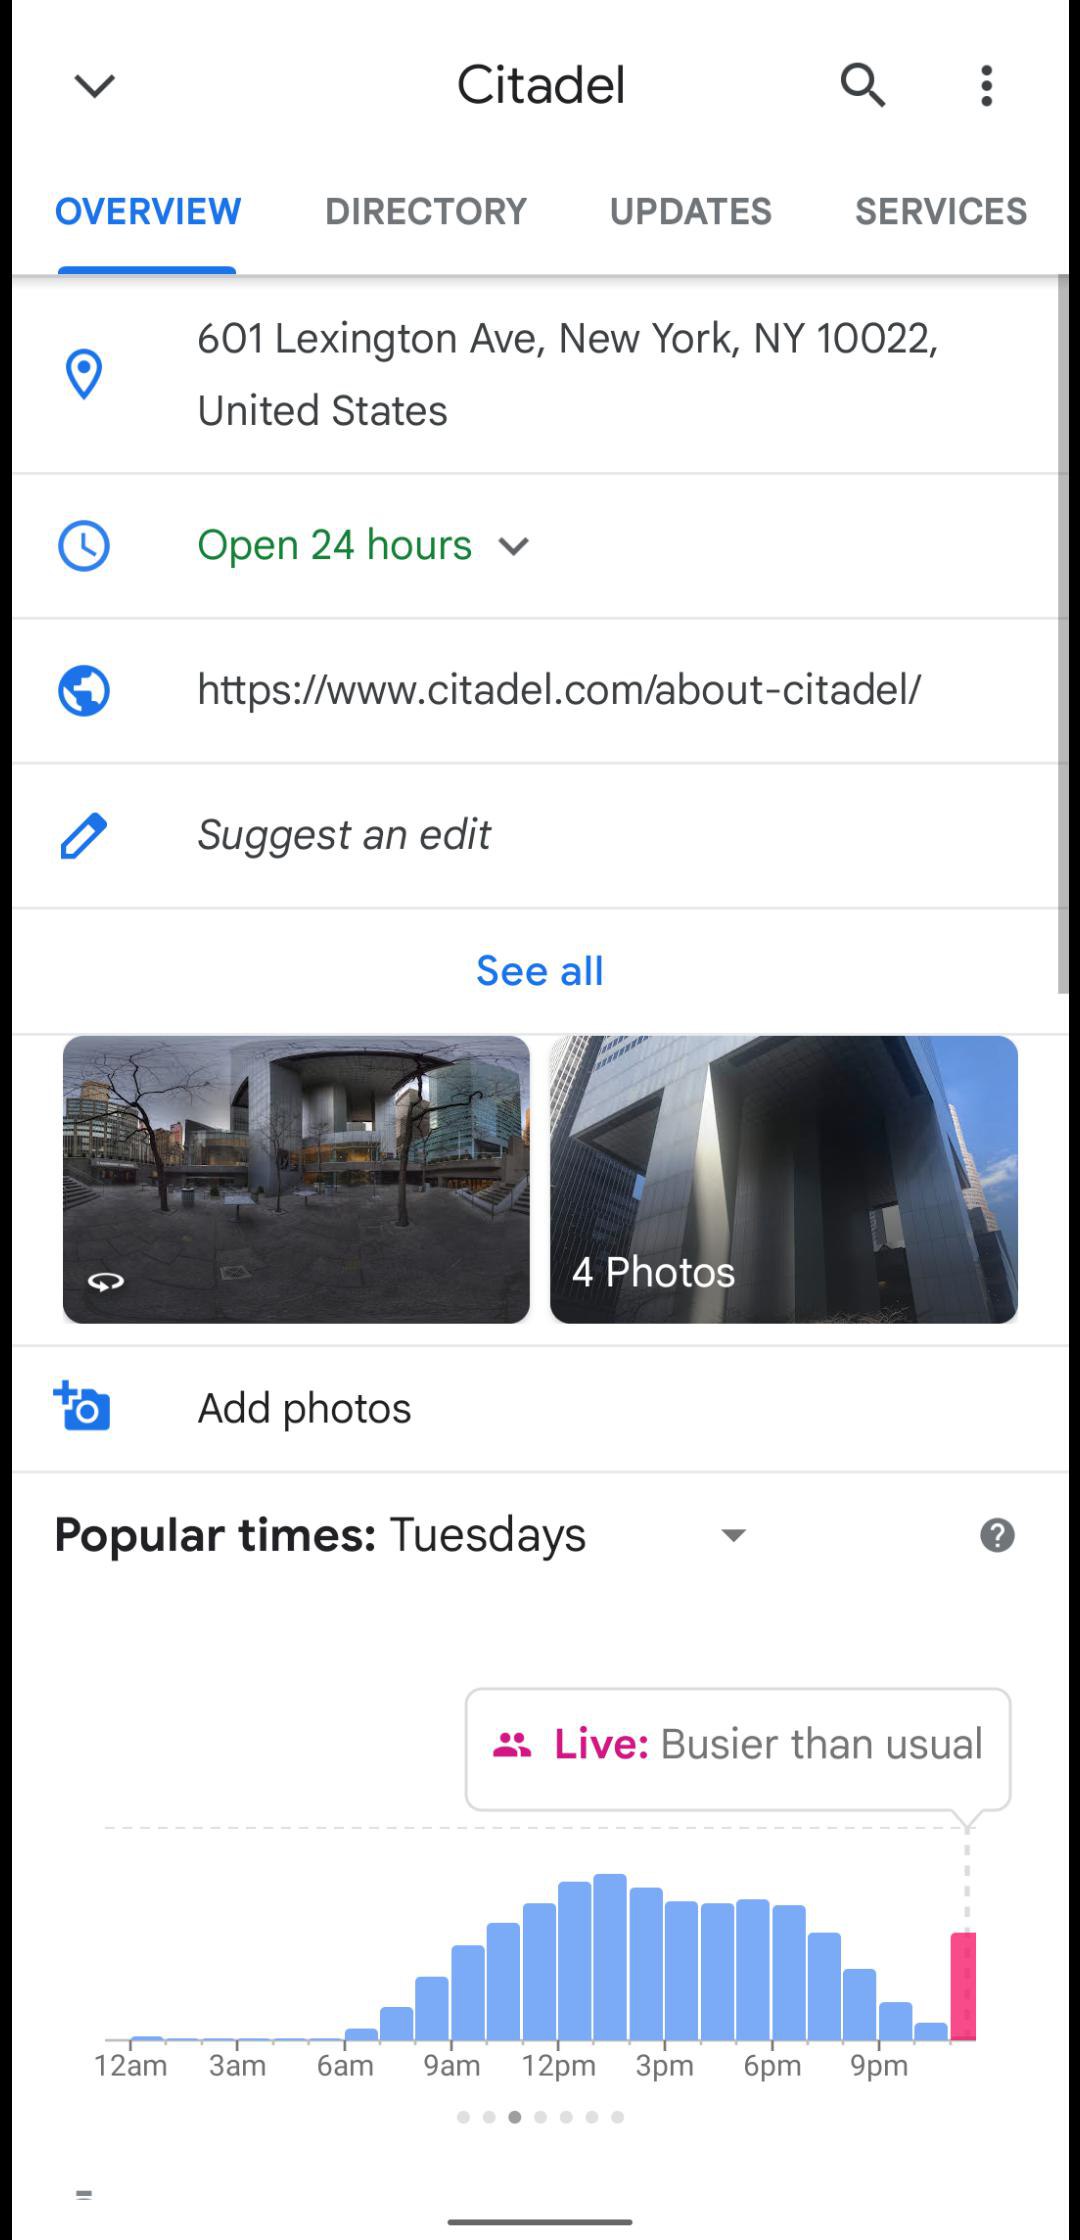 Citadel
OVERVIEW DIRECTORY UPDATES SERVICES
601 Lexington Ave, New York, NY 10022,
United States
Open 24 hours
https://www.citadel.com/about-citadel/
Suggest an edit
See all
4 Photos
Add photos
Popular times: Tuesdays
Live: Busier than usual
12am 3am 6am 9am 12pm 3pm 6pm 9pm